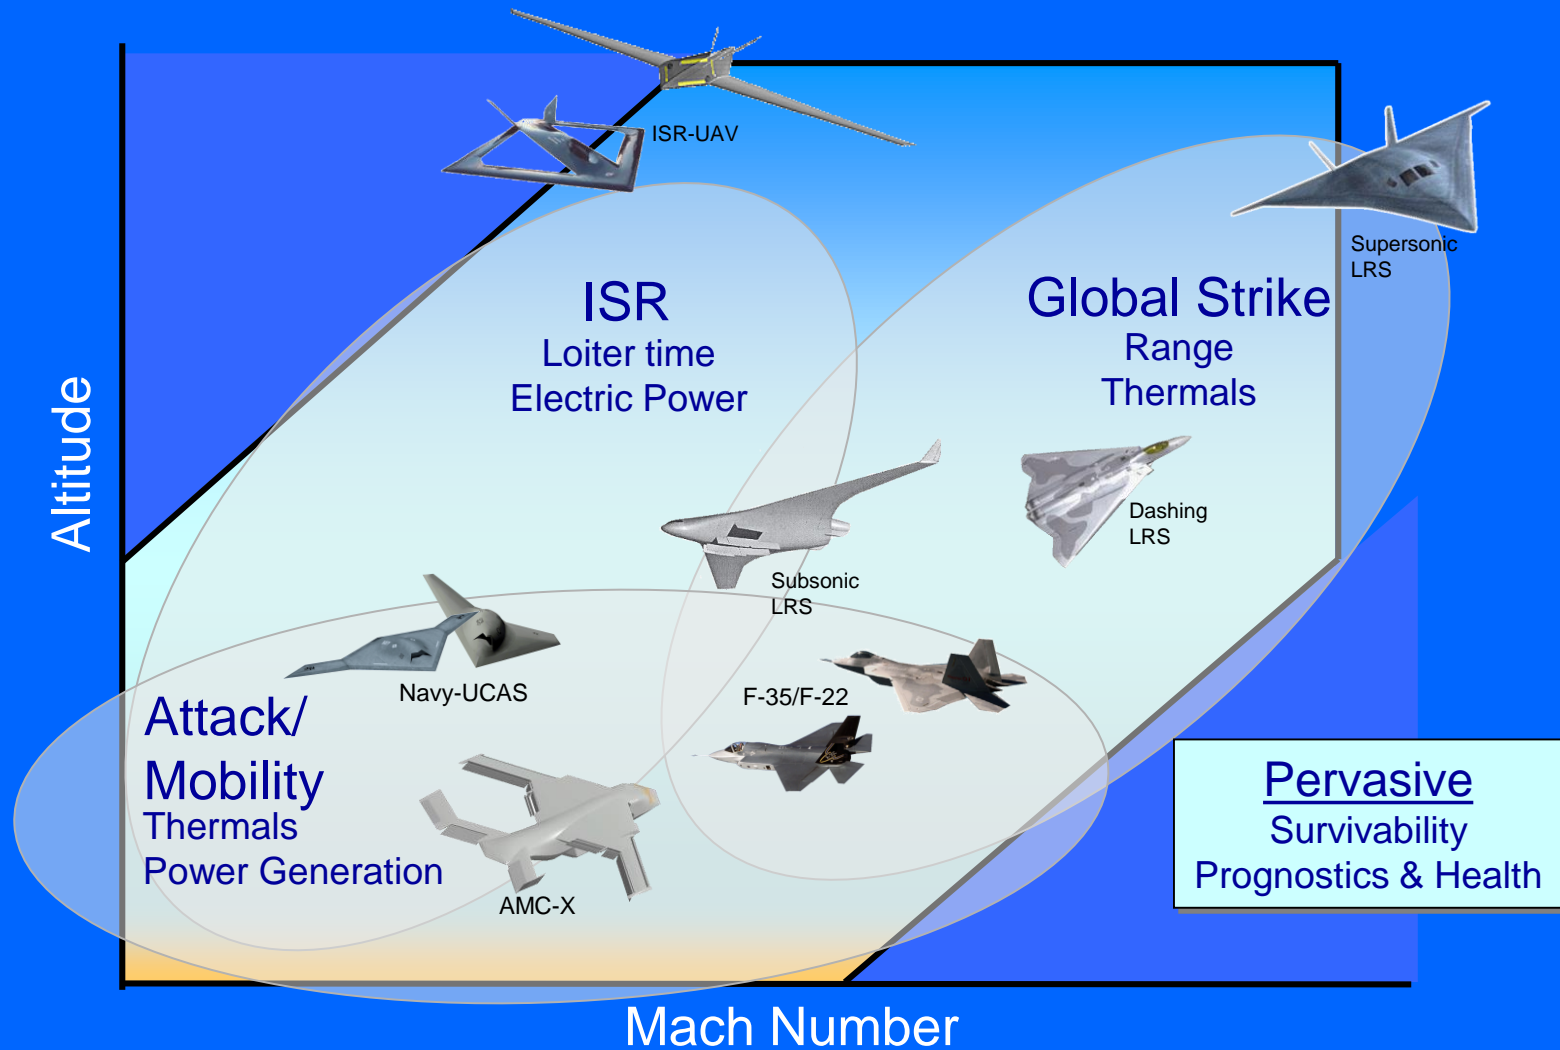 ISR-UAV
Supersonic
LRS
ISR
Loiter time
Electric Power
Global Strike
Range
Thermals
Altitude
Dashing
LRS
Subsonic
LRS
Navy-UCAS
F-35/F-22
Attack/
Mobility
Thermals
Power Generation
AMC-X
Pervasive
Survivability
Prognostics & Health
Mach Number